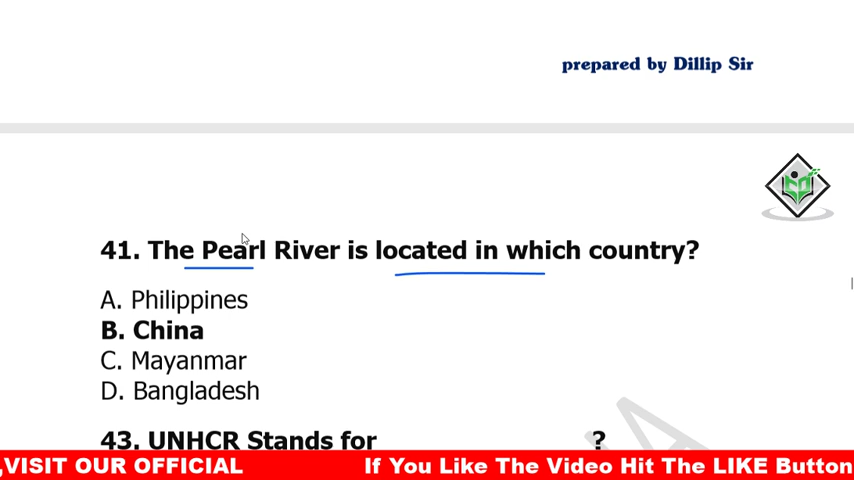 prepared by Dillip Sir
41. The Pearl River is located in which country?
A. Philippines
B. China
C. Mayanmar
D. Bangladesh
43. UNHCR Stands for ?
,VISIT OUR OFFICIAL If You Like The Video Hit The LIKE Button